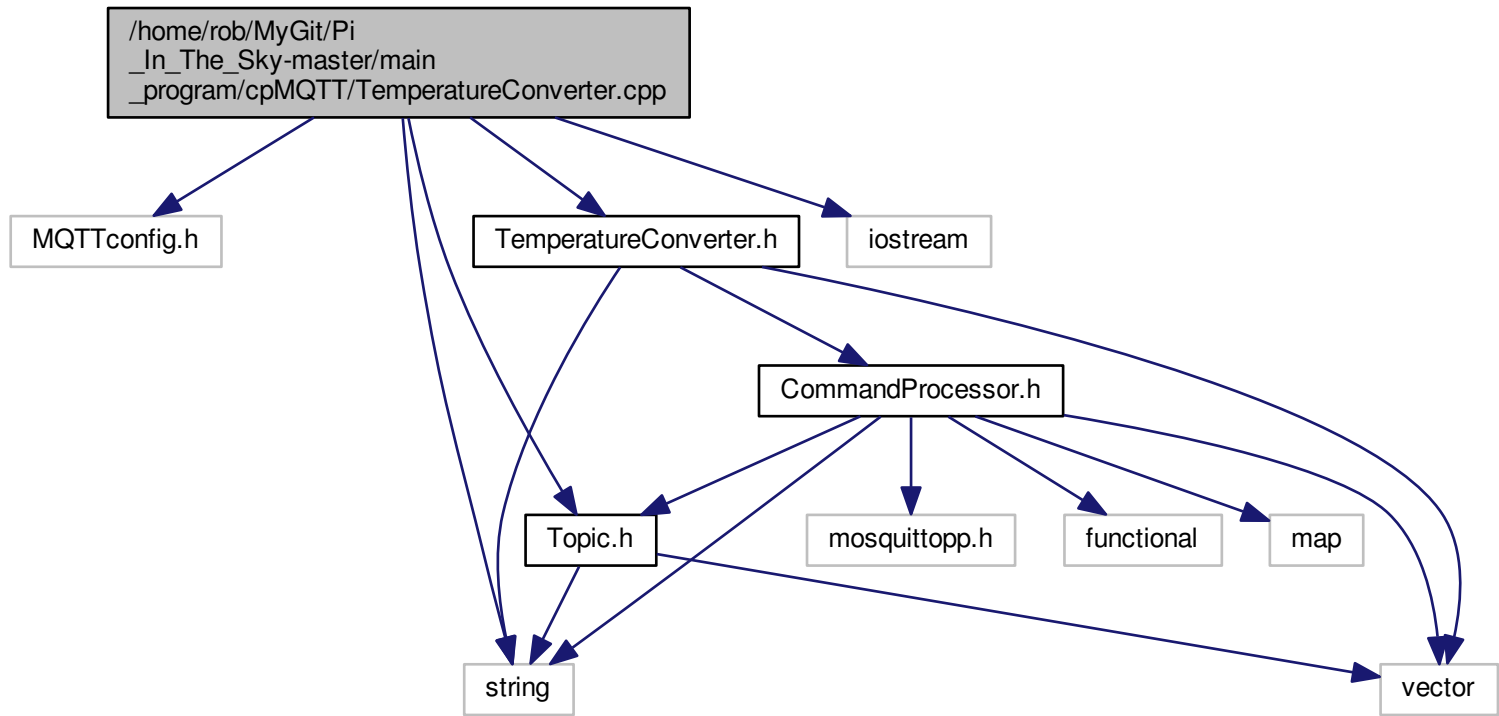 /home/rob/MyGit/Pi
_In_The_Sky-master/main
_program/cpMQTT/TemperatureConverter.cpp
MQTTconfig.h
TemperatureConverter.h
iostream
CommandProcessor.h
Topic.h
mosquittopp.h
functional
map
string
vector